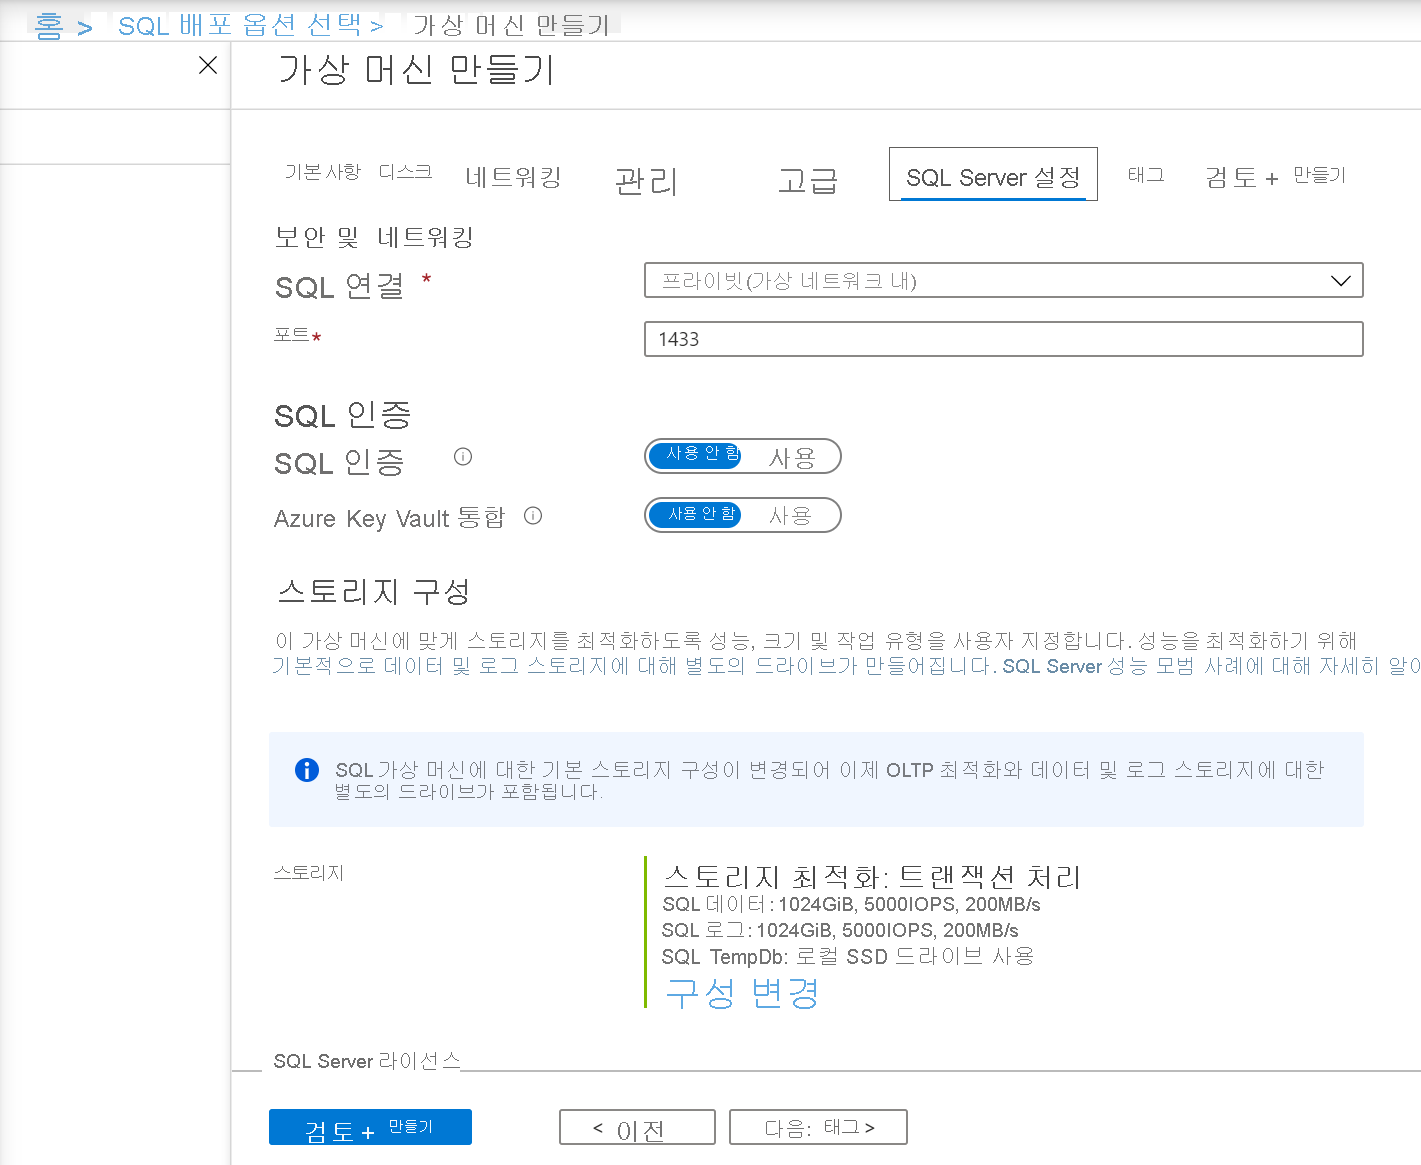 홈 > SQL 배포 옵션 선택 > 가상 머신 만들기
가상 머신 만들기
기본 사항 디스크 네트워킹 관리 고급 SQL Server 설정 태그 검토 + 만들기
보안 및 네트워킹
SQL 연결 * 프라이빗(가상 네트워크 내)
포트* 1433
SQL 인증
SQL 인증 사용 안 함 사용
Azure Key Vault 통합 사용 안 함 사용
스토리지 구성
이 가상 머신에 맞게 스토리지를 최적화하도록 성능, 크기 및 작업 유형을 사용자 지정합니다. 성능을 최적화하기 위해
기본적으로 데이터 및 로그 스토리지에 대해 별도의 드라이브가 만들어집니다. SQL Server 성능 모범 사례에 대해 자세히 알아
SQL 가상 머신에 대한 기본 스토리지 구성이 변경되어 이제 OLTP 최적화와 데이터 및 로그 스토리지에 대한
별도의 드라이브가 포함됩니다.
스토리지 스토리지 최적화: 트랜잭션 처리
SQL 데이터: 1024GiB, 5000IOPS, 200MB/s
SQL 로그: 1024GiB, 5000IOPS, 200MB/s
SQL TempDb: 로컬 SSD 드라이브 사용
구성 변경
SQL Server 라이선스
검토 + 만들기 < 이전 다음: 태그 >